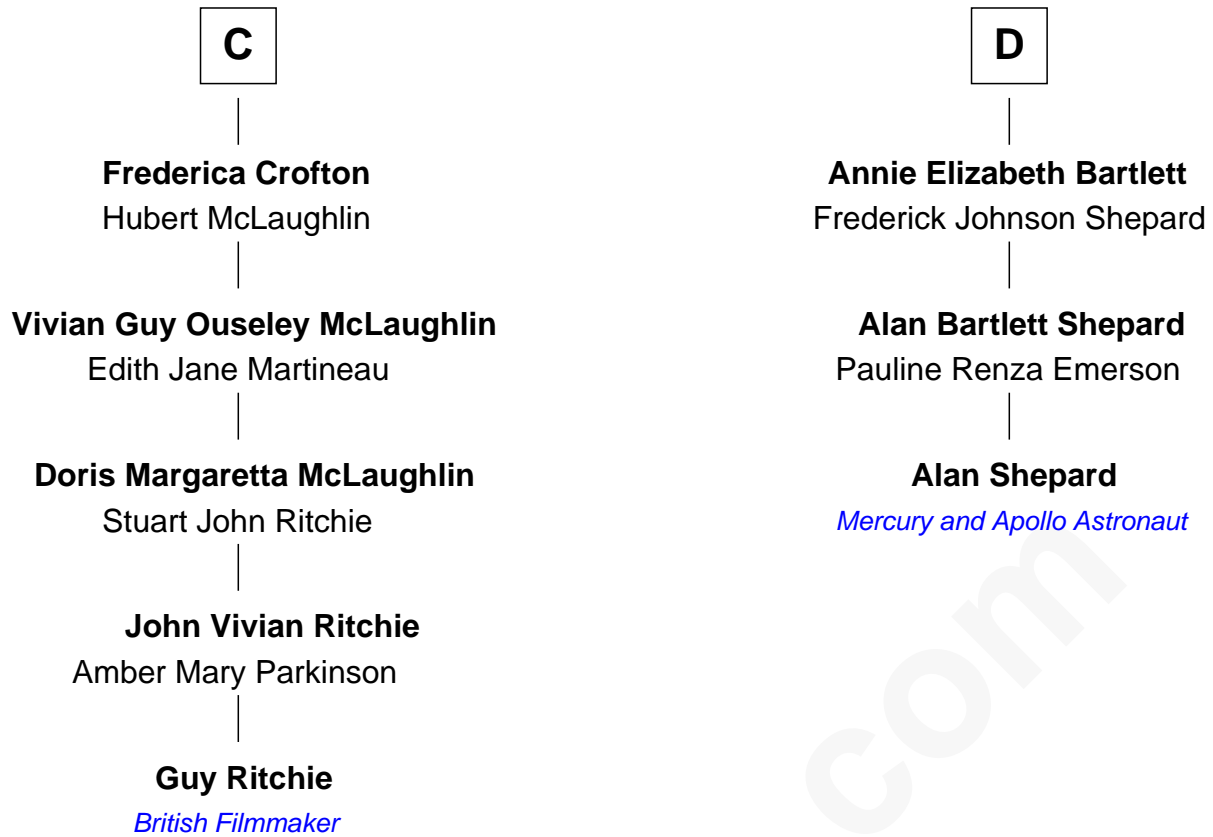 C
Frederica Crofton
Hubert McLaughlin
Vivian Guy Ouseley McLaughlin
Edith Jane Martineau
Doris Margaretta McLaughlin
Stuart John Ritchie
John Vivian Ritchie
Amber Mary Parkinson
Guy Ritchie
British Filmmaker
D
Annie Elizabeth Bartlett
Frederick Johnson Shepard
Alan Bartlett Shepard
Pauline Renza Emerson
Alan Shepard
Mercury and Apollo Astronaut
com